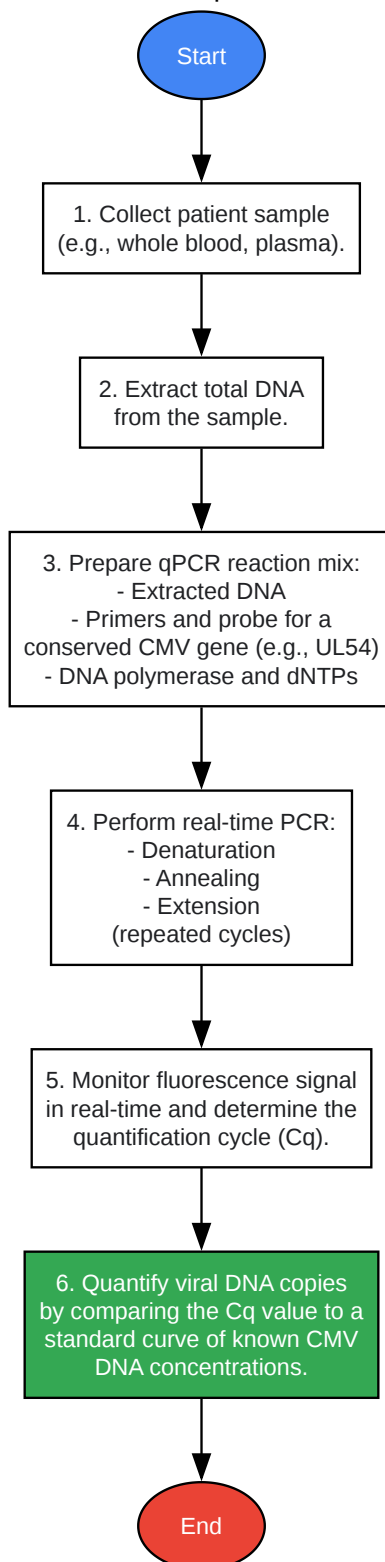 Start
1. Collect patient sample
(e.g., whole blood, plasma).
2. Extract total DNA
from the sample.
3. Prepare qPCR reaction mix:
- Extracted DNA
- Primers and probe for a
conserved CMV gene (e.g., UL54)
- DNA polymerase and dNTPs
4. Perform real-time PCR:
- Denaturation
- Annealing
- Extension
(repeated cycles)
5. Monitor fluorescence signal
in real-time and determine the
quantification cycle (Cq).
6. Quantify viral DNA copies
by comparing the Cq value to a
standard curve of known CMV
DNA concentrations.
End